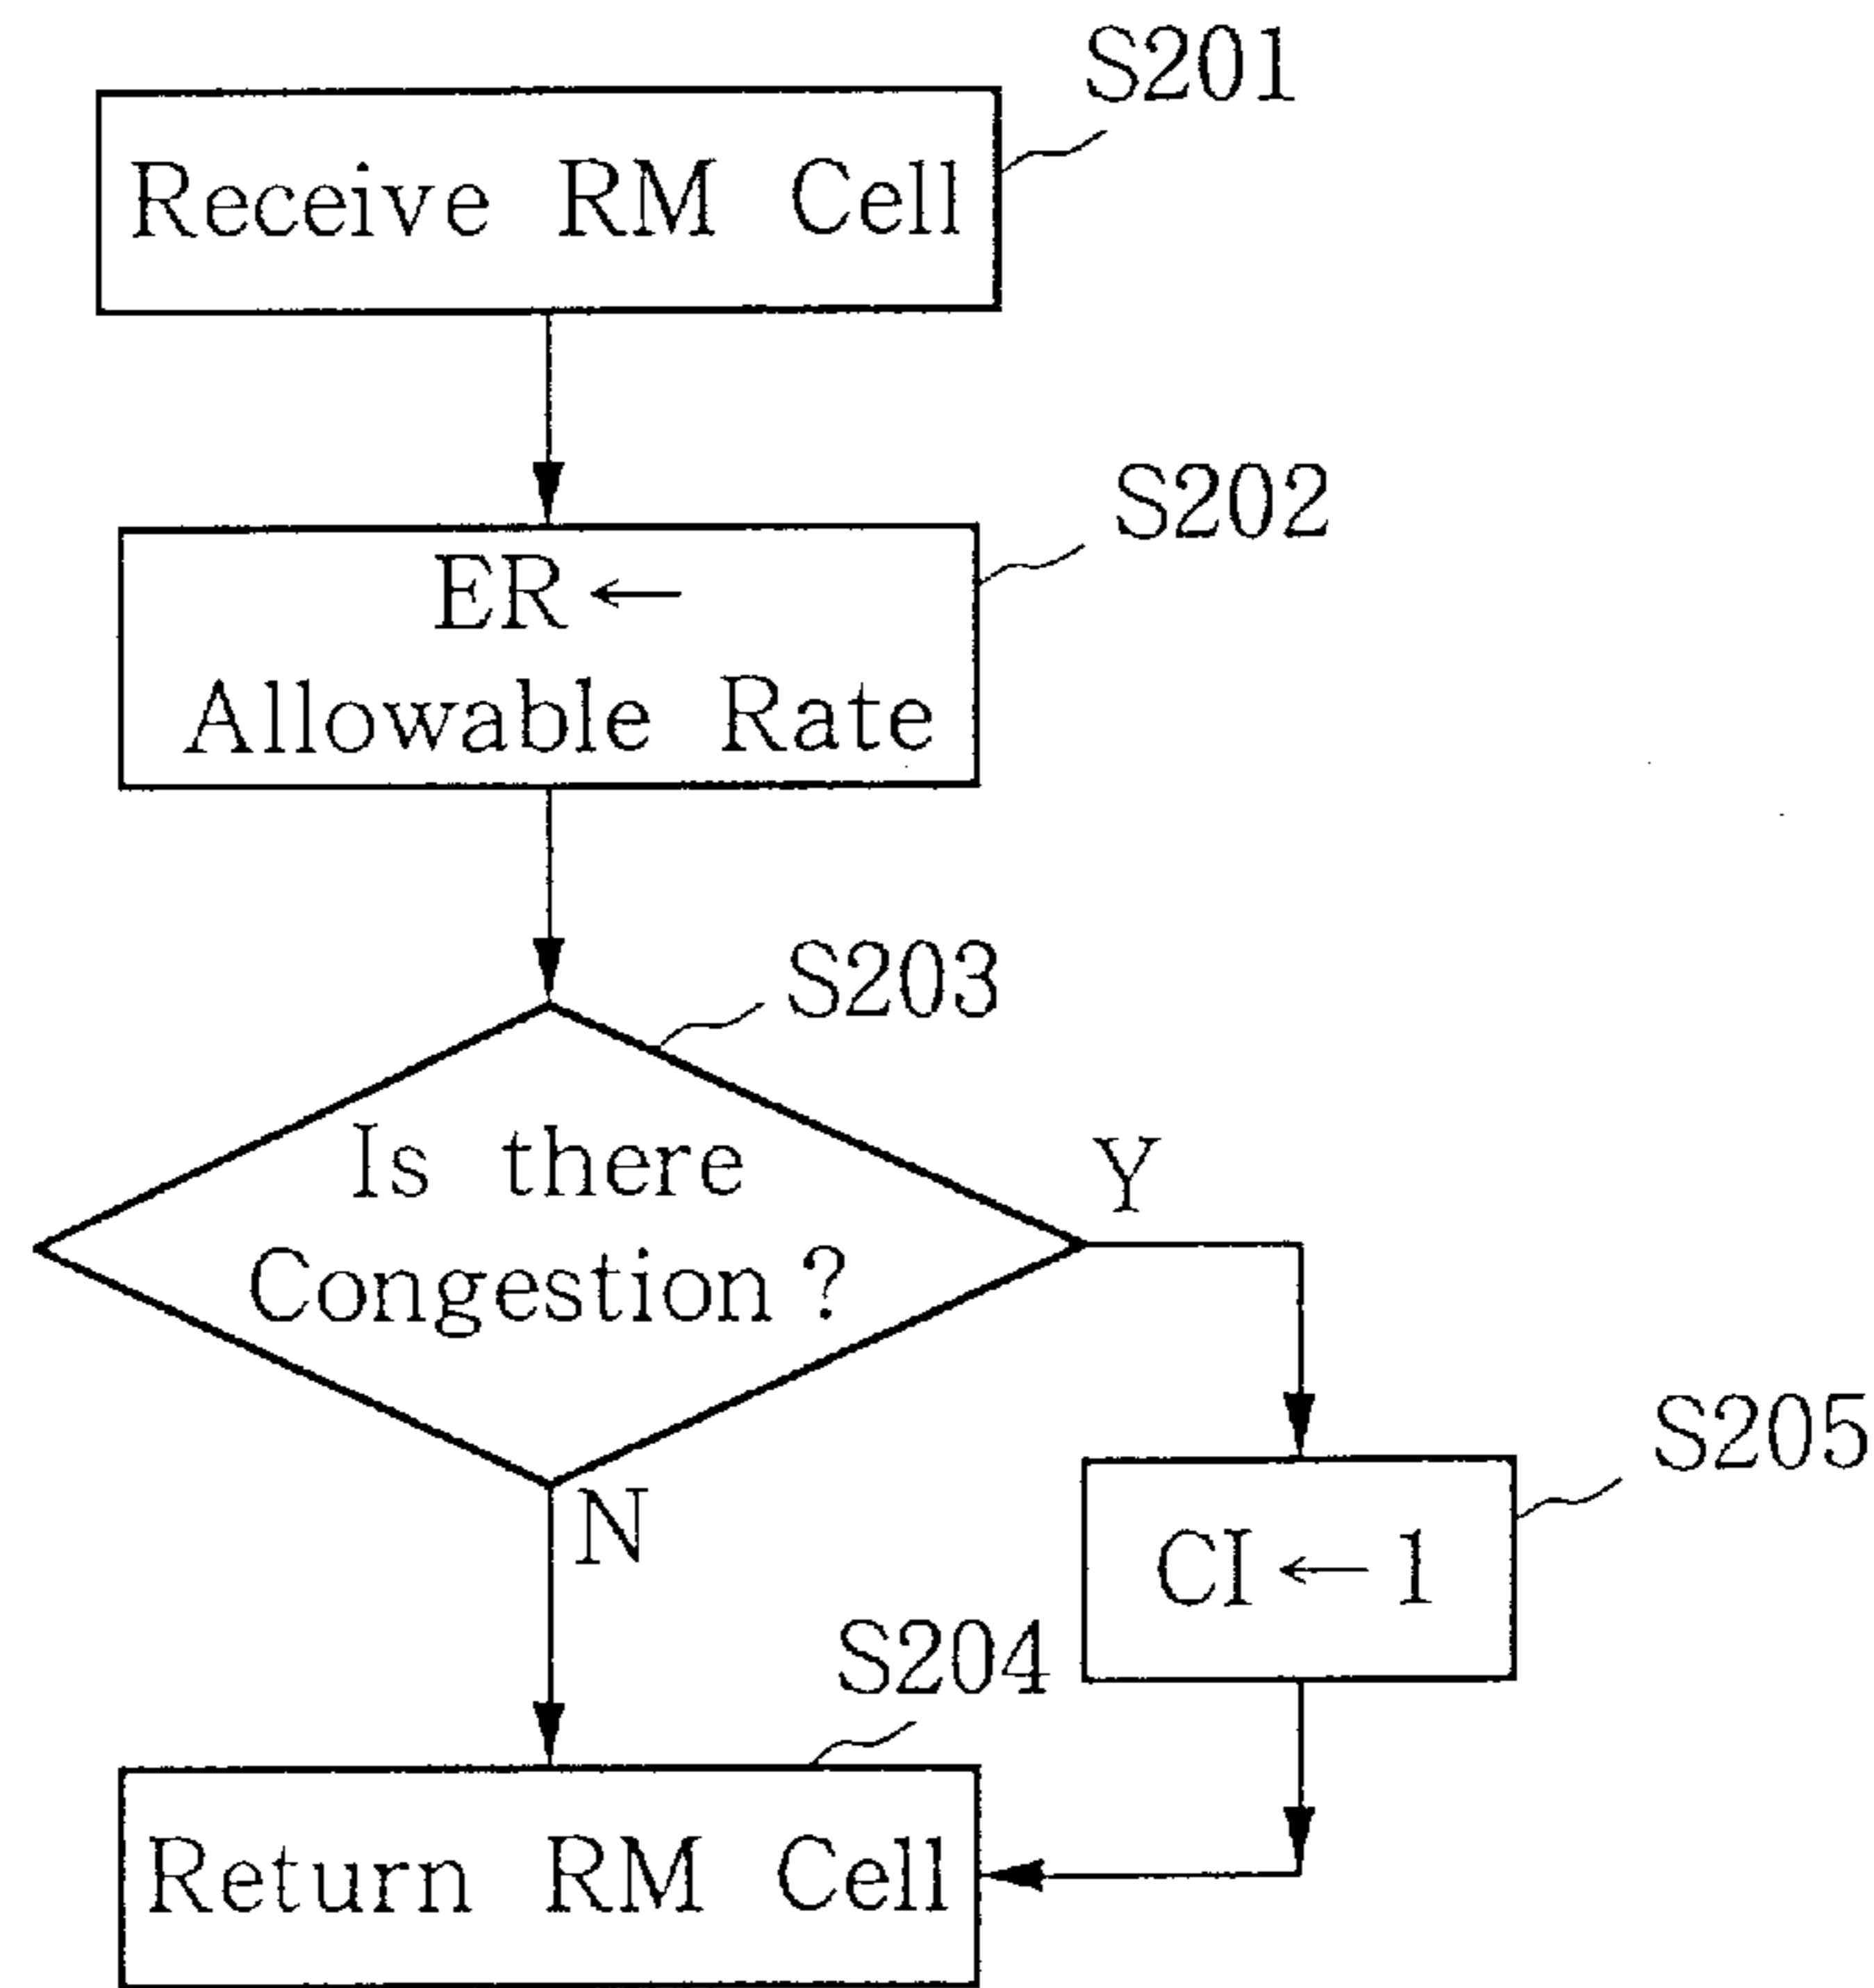 S201
Receive RM Cell
S202
ER ←
Allowable Rate
S203
Is there
Congestion ?
Y
N
S205
CI ← 1
S204
Return RM Cell